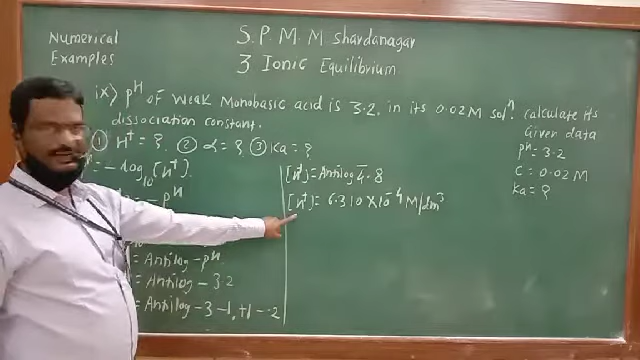 Numerical
Examples
S.P.M.M shardanagar
3 Ionic Equilibrium
ix> pH of weak Monobasic acid is 3.2. in its 0.02M solⁿ. calculate its
dissociation constant.
① H⁺ = ? ② α = ? ③ Ka = ?
= -log₁₀ [H⁺].
= -pH
= Antilog -pH
= Antilog -3.2
= Antilog -3-1, +1-.2
[H⁺] = Antilog 4̄.8
[H⁺] = 6.310 × 10⁻⁴ M/dm³
Given data
pH = 3.2
C = 0.02M
Ka = ?